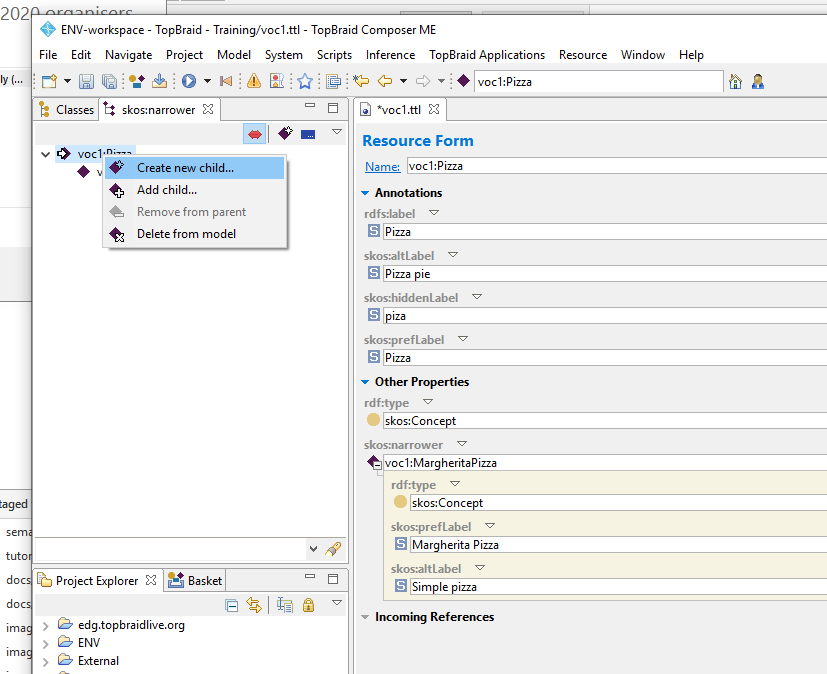 2020 organisers
ENV-workspace - TopBraid - Training/voc1.ttl - TopBraid Composer ME
File Edit Navigate Project Model System Scripts Inference TopBraid Applications Resource Window Help
ly (...
voc1:Pizza
Classes skos:narrower *voc1.ttl
Resource Form
voc1:Pizza
Name: voc1:Pizza
v
Create new child...
Add child...
Remove from parent
Delete from model
Annotations
rdfs:label
S Pizza
skos:altLabel
S Pizza pie
skos:hiddenLabel
S piza
skos:prefLabel
S Pizza
Other Properties
rdf:type
skos:Concept
skos:narrower
voc1:MargheritaPizza
rdf:type
skos:Concept
skos:prefLabel
S Margherita Pizza
skos:altLabel
S Simple pizza
Incoming References
taged
sema
tutor
docs
docs
imag
imag
Project Explorer Basket
edg.topbraidlive.org
ENV
External